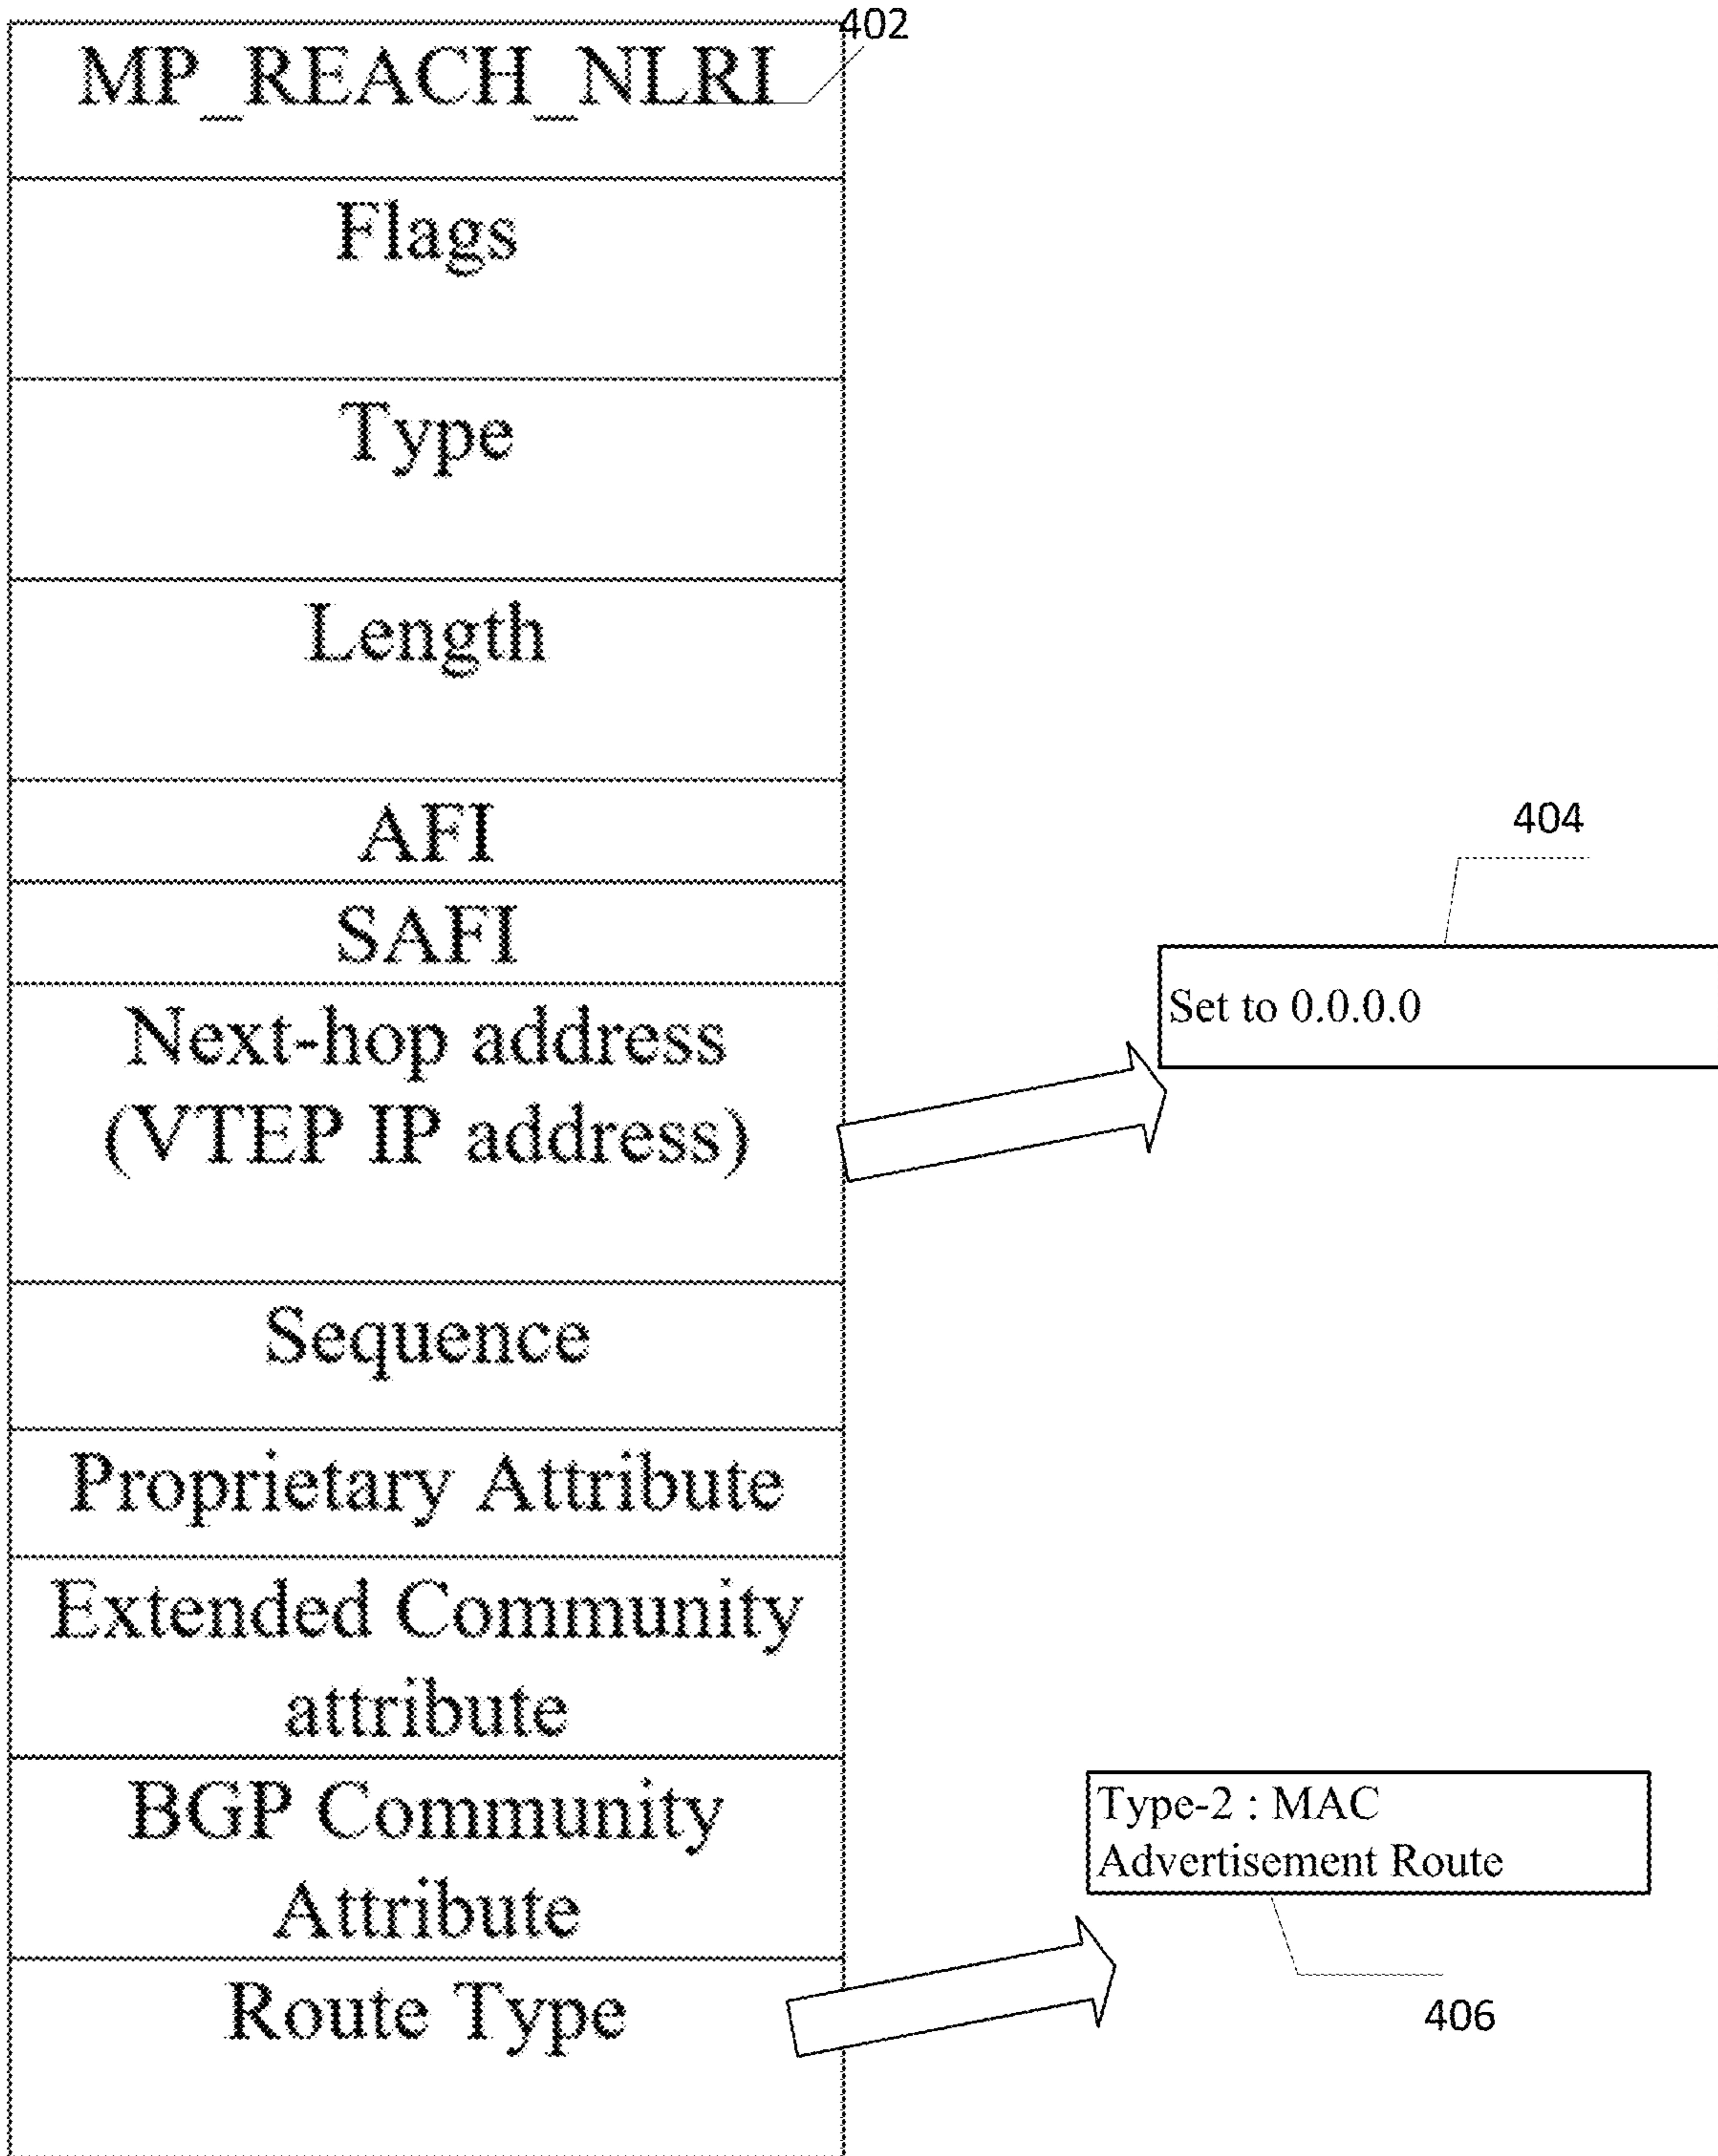 402
MP_REACH_NLRI
Flags
Type
Length
AFI
SAFI
Next-hop address
(VTEP IP address)
404
Set to 0.0.0.0
Sequence
Proprietary Attribute
Extended Community
attribute
BGP Community
Attribute
Type-2 : MAC
Advertisement Route
406
Route Type